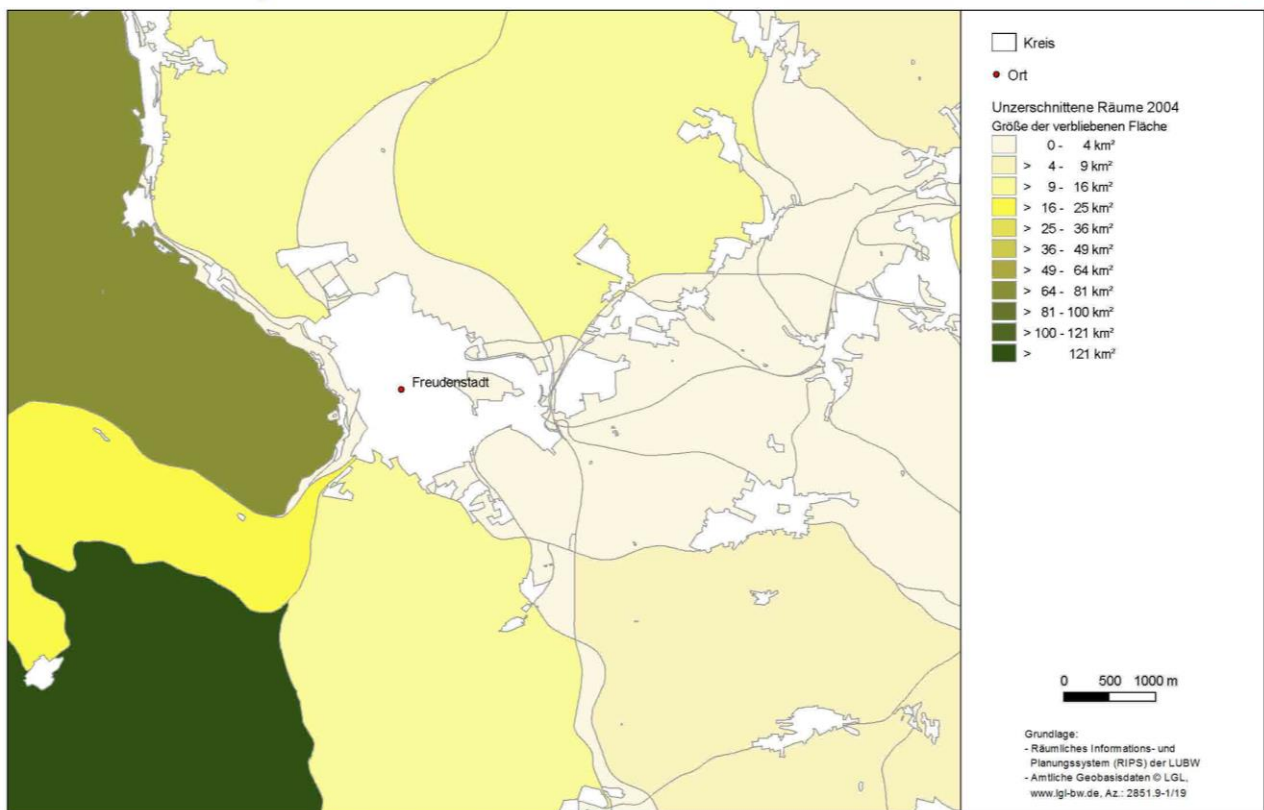 Freudenstadt
Kreis
Ort
Unzerschnittene Räume 2004
Größe der verbliebenen Fläche
0 - 4 km²
> 4 - 9 km²
> 9 - 16 km²
> 16 - 25 km²
> 25 - 36 km²
> 36 - 49 km²
> 49 - 64 km²
> 64 - 81 km²
> 81 - 100 km²
> 100 - 121 km²
> 121 km²
0 500 1000 m
Grundlage:
- Räumliches Informations- und
Planungssystem (RIPS) der LUBW
- Amtliche Geobasisdaten © LGL,
www.lgl-bw.de, Az.: 2851.9-1/19